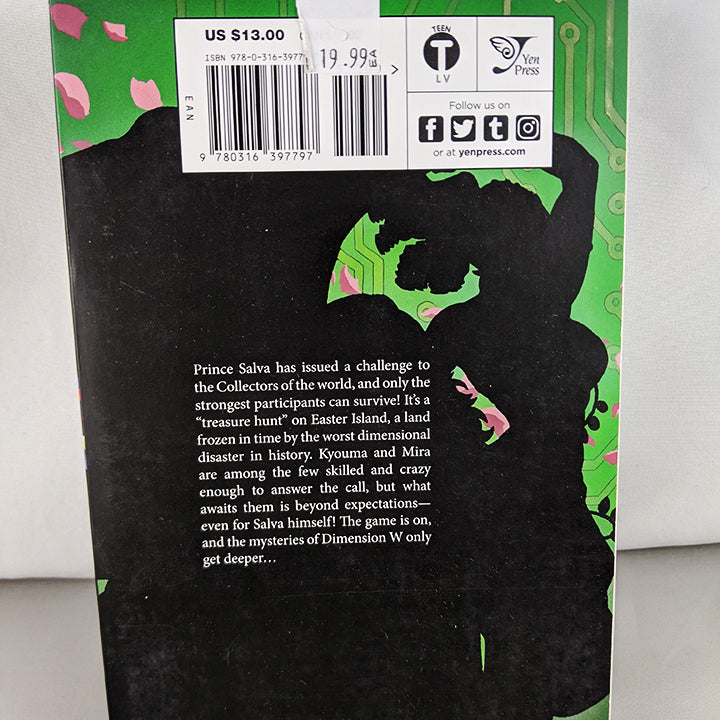 US $13.00
ISBN 978-0-316-3977
19.99 EA
>
TEEN
T
LV
Yen
Press
EAN
9 780316 397797
Follow us on
f t
or at yenpress.com
Prince Salva has issued a challenge to
the Collectors of the world, and only the
strongest participants can survive! It's a
“treasure hunt” on Easter Island, a land
frozen in time by the worst dimensional
disaster in history. Kyouma and Mira
are among the few skilled and crazy
enough to answer the call, but what
awaits them is beyond expectations—
even for Salva himself! The game is on,
and the mysteries of Dimension W only
get deeper…